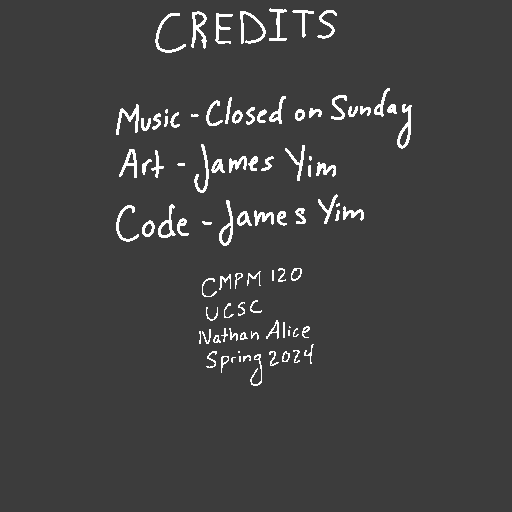 CREDITS
Music - Closed on Sunday
Art - James Yim
Code - James Yim
CMPM 120
UCSC
Nathan Alice
Spring 2024